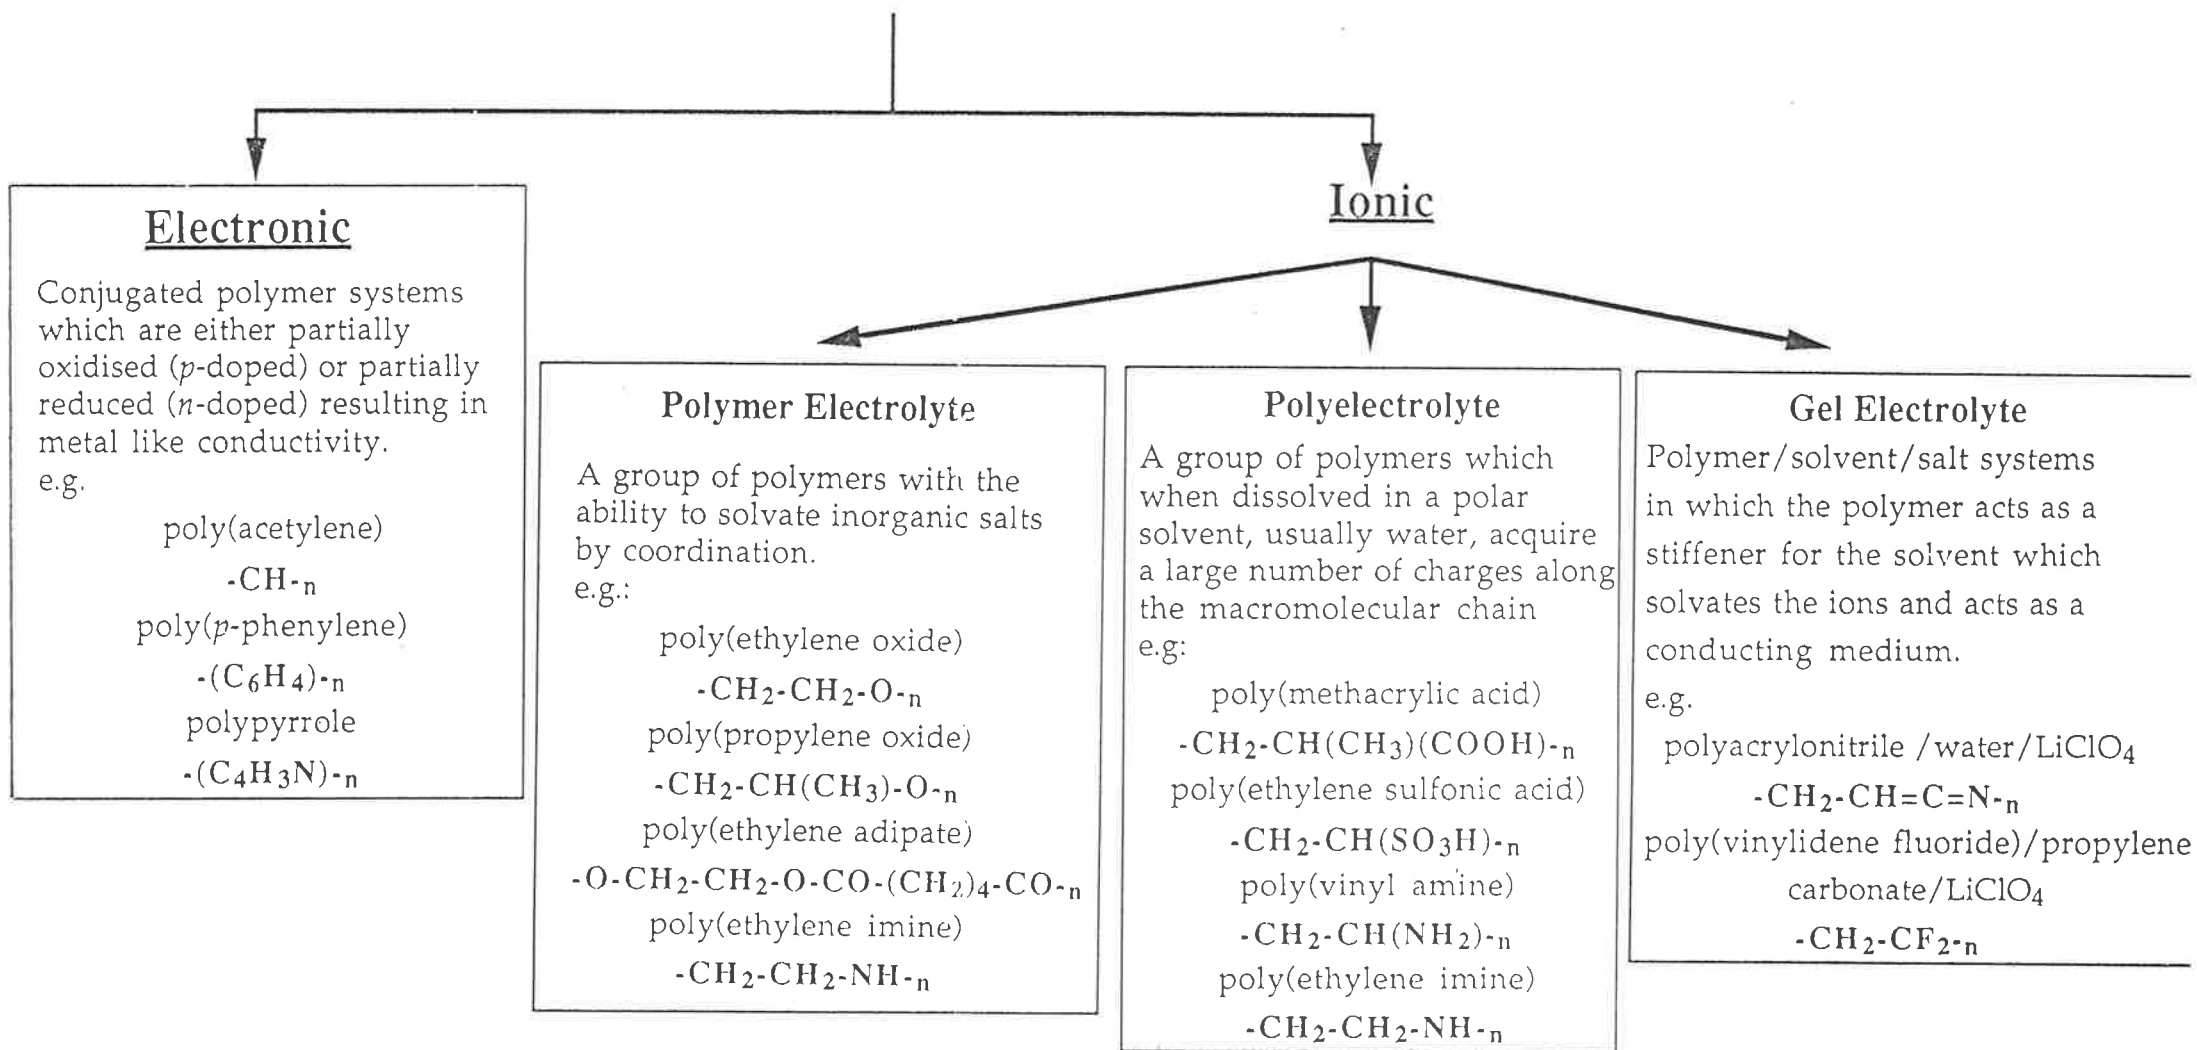 Electronic
Conjugated polymer systems
which are either partially
oxidised (p-doped) or partially
reduced (n-doped) resulting in
metal like conductivity.
e.g.
poly(acetylene)
-CH-n
poly(p-phenylene)
-(C6H4)-n
polypyrrole
-(C4H3N)-n
Ionic
Polymer Electrolyte
A group of polymers with the
ability to solvate inorganic salts
by coordination.
e.g.:
poly(ethylene oxide)
-CH2-CH2-O-n
poly(propylene oxide)
-CH2-CH(CH3)-O-n
poly(ethylene adipate)
-O-CH2-CH2-O-CO-(CH2)4-CO-n
poly(ethylene imine)
-CH2-CH2-NH-n
Polyelectrolyte
A group of polymers which
when dissolved in a polar
solvent, usually water, acquire
a large number of charges along
the macromolecular chain
e.g:
poly(methacrylic acid)
-CH2-CH(CH3)(COOH)-n
poly(ethylene sulfonic acid)
-CH2-CH(SO3H)-n
poly(vinyl amine)
-CH2-CH(NH2)-n
poly(ethylene imine)
-CH2-CH2-NH-n
Gel Electrolyte
Polymer/solvent/salt systems
in which the polymer acts as a
stiffener for the solvent which
solvates the ions and acts as a
conducting medium.
e.g.
polyacrylonitrile /water/LiClO4
-CH2-CH=C=N-n
poly(vinylidene fluoride)/propylene
carbonate/LiClO4
-CH2-CF2-n